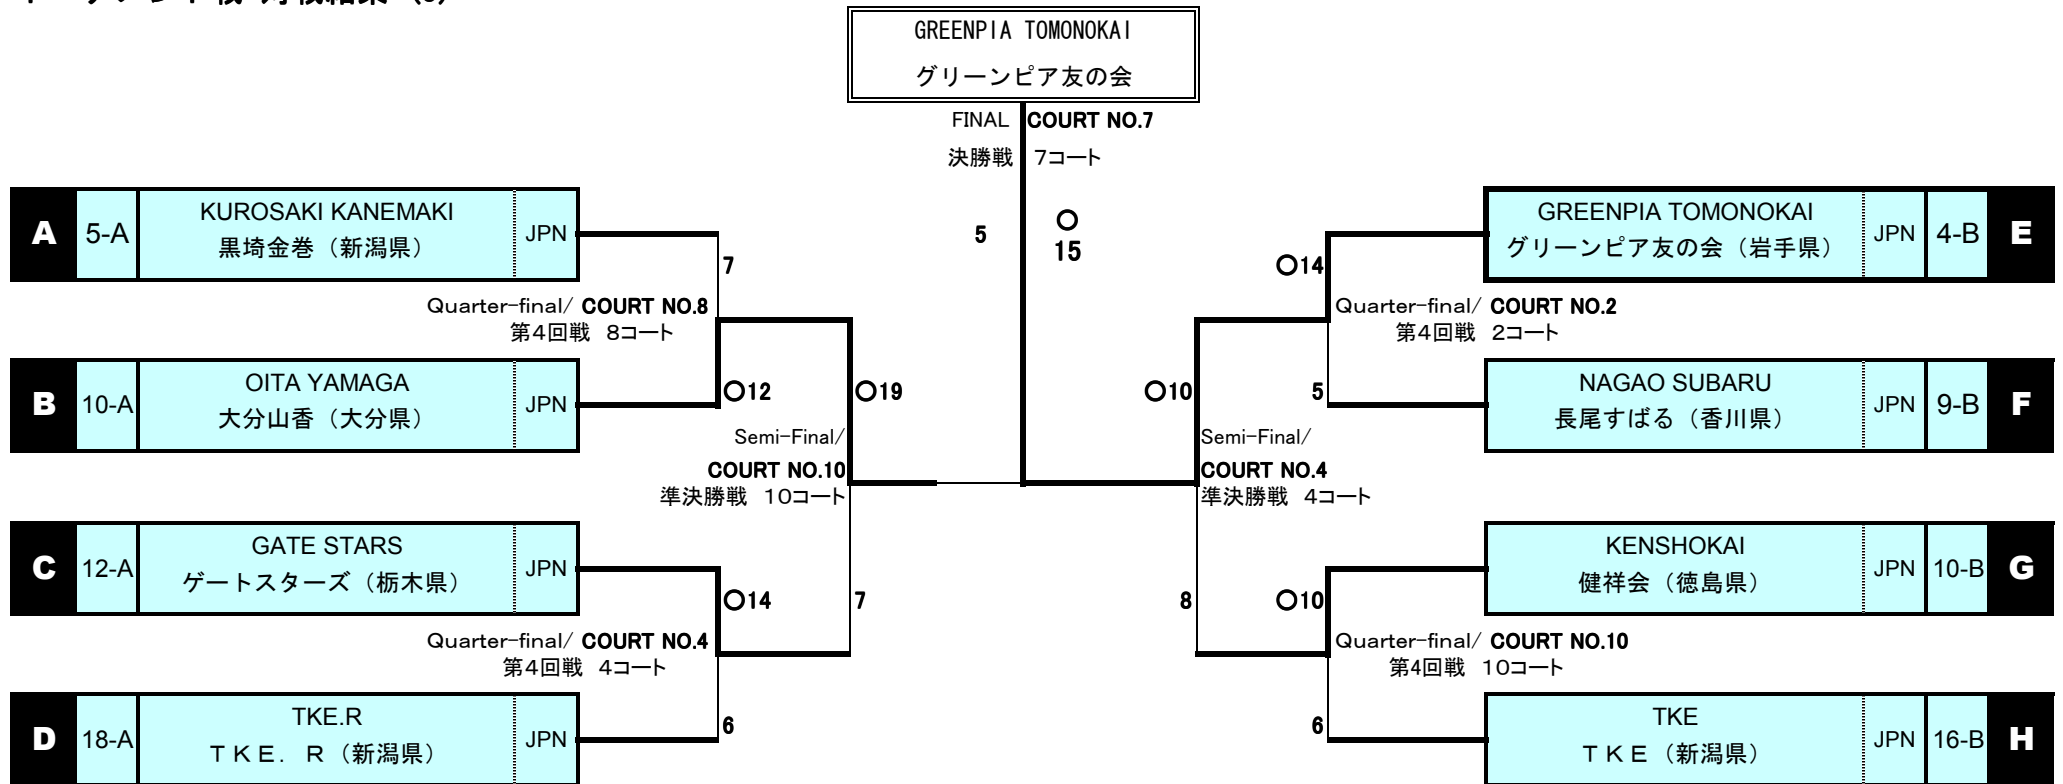 GREENPIA TOMONOKAI
グリーンピア友の会
FINAL COURT NO.7
決勝戦 7コート
A 5-A KUROSAKI KANEMAKI JPN
黒埼金巻（新潟県）
5
○
15
GREENPIA TOMONOKAI JPN 4-B E
グリーンピア友の会（岩手県）
7
○14
Quarter-final/ COURT NO.8
第4回戦 8コート
Quarter-final/ COURT NO.2
第4回戦 2コート
B 10-A OITA YAMAGA JPN
大分山香（大分県）
○12
○19
○10
5
NAGAO SUBARU JPN 9-B F
長尾すばる（香川県）
Semi-Final/
COURT NO.10
準決勝戦 10コート
Semi-Final/
COURT NO.4
準決勝戦 4コート
C 12-A GATE STARS JPN
ゲートスターズ（栃木県）
○14
7
8
○10
KENSHOKAI JPN 10-B G
健祥会（徳島県）
Quarter-final/ COURT NO.4
第4回戦 4コート
Quarter-final/ COURT NO.10
第4回戦 10コート
D 18-A TKE.R JPN
ＴＫＥ．Ｒ（新潟県）
6
6
TKE JPN 16-B H
ＴＫＥ（新潟県）